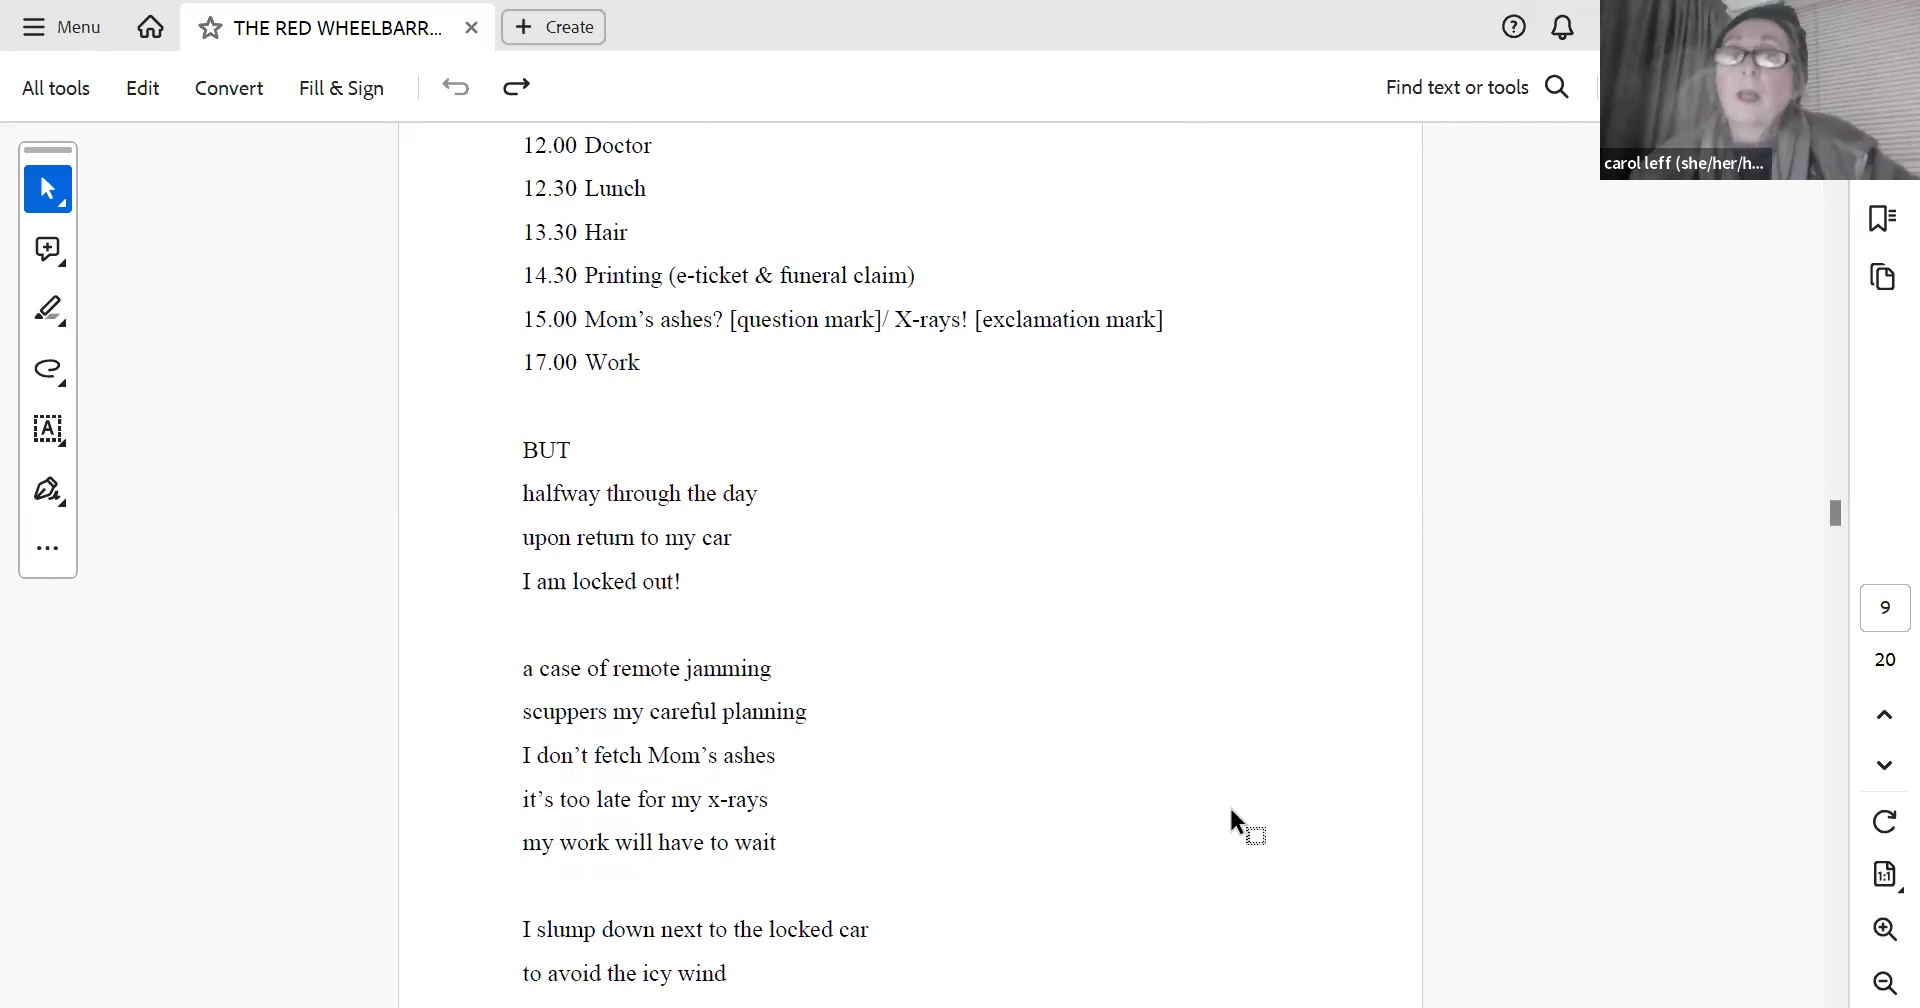 Menu
THE RED WHEELBARR...
Create
All tools
Edit
Convert
Fill & Sign
Find text or tools
carol leff (she/her/h...
12.00 Doctor
12.30 Lunch
13.30 Hair
14.30 Printing (e-ticket & funeral claim)
15.00 Mom’s ashes? [question mark]/ X-rays! [exclamation mark]
17.00 Work
BUT
halfway through the day
upon return to my car
I am locked out!
a case of remote jamming
scuppers my careful planning
I don’t fetch Mom’s ashes
it’s too late for my x-rays
my work will have to wait
I slump down next to the locked car
to avoid the icy wind
9
20
1:1